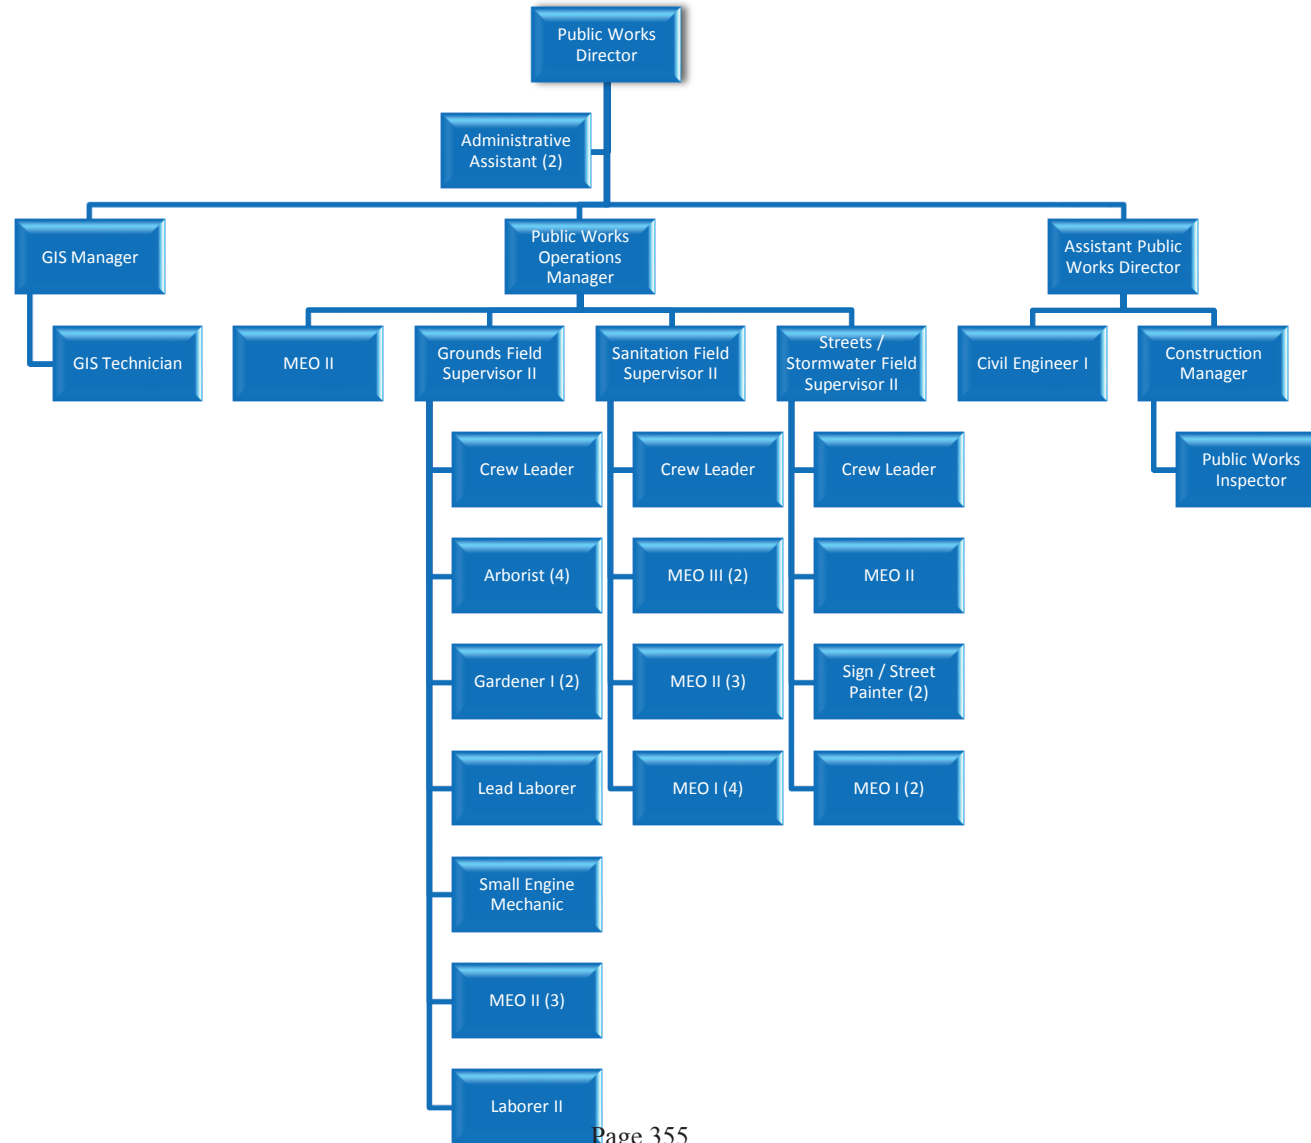 Public Works
Director
Administrative
Assistant (2)
GIS Manager
Public Works
Operations
Manager
Assistant Public
Works Director
GIS Technician
MEO II
Grounds Field
Supervisor II
Sanitation Field
Supervisor II
Streets /
Stormwater Field
Supervisor II
Civil Engineer I
Construction
Manager
Crew Leader
Crew Leader
Crew Leader
Public Works
Inspector
Arborist (4)
MEO III (2)
MEO II
Gardener I (2)
MEO II (3)
Sign / Street
Painter (2)
Lead Laborer
MEO I (4)
MEO I (2)
Small Engine
Mechanic
MEO II (3)
Laborer II
Page 355